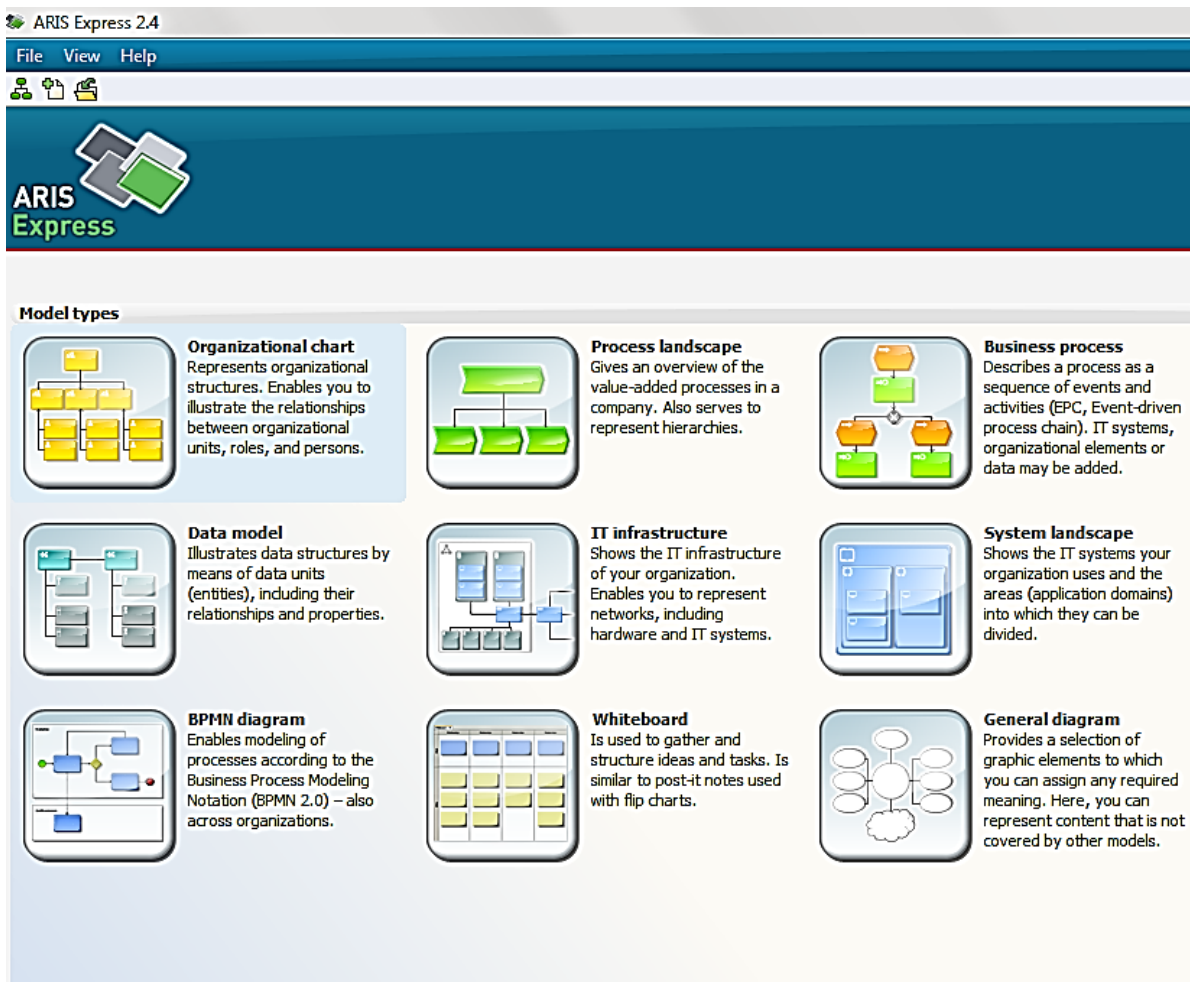 ARIS Express 2.4
File View Help
ARIS
Express
Model types
Organizational chart
Represents organizational
structures. Enables you to
illustrate the relationships
between organizational
units, roles, and persons.
Process landscape
Gives an overview of the
value-added processes in a
company. Also serves to
represent hierarchies.
Business process
Describes a process as a
sequence of events and
activities (EPC, Event-driven
process chain). IT systems,
organizational elements or
data may be added.
Data model
Illustrates data structures by
means of data units
(entities), including their
relationships and properties.
IT infrastructure
Shows the IT infrastructure
of your organization.
Enables you to represent
networks, including
hardware and IT systems.
System landscape
Shows the IT systems your
organization uses and the
areas (application domains)
into which they can be
divided.
BPMN diagram
Enables modeling of
processes according to the
Business Process Modeling
Notation (BPMN 2.0) – also
across organizations.
Whiteboard
Is used to gather and
structure ideas and tasks. Is
similar to post-it notes used
with flip charts.
General diagram
Provides a selection of
graphic elements to which
you can assign any required
meaning. Here, you can
represent content that is not
covered by other models.